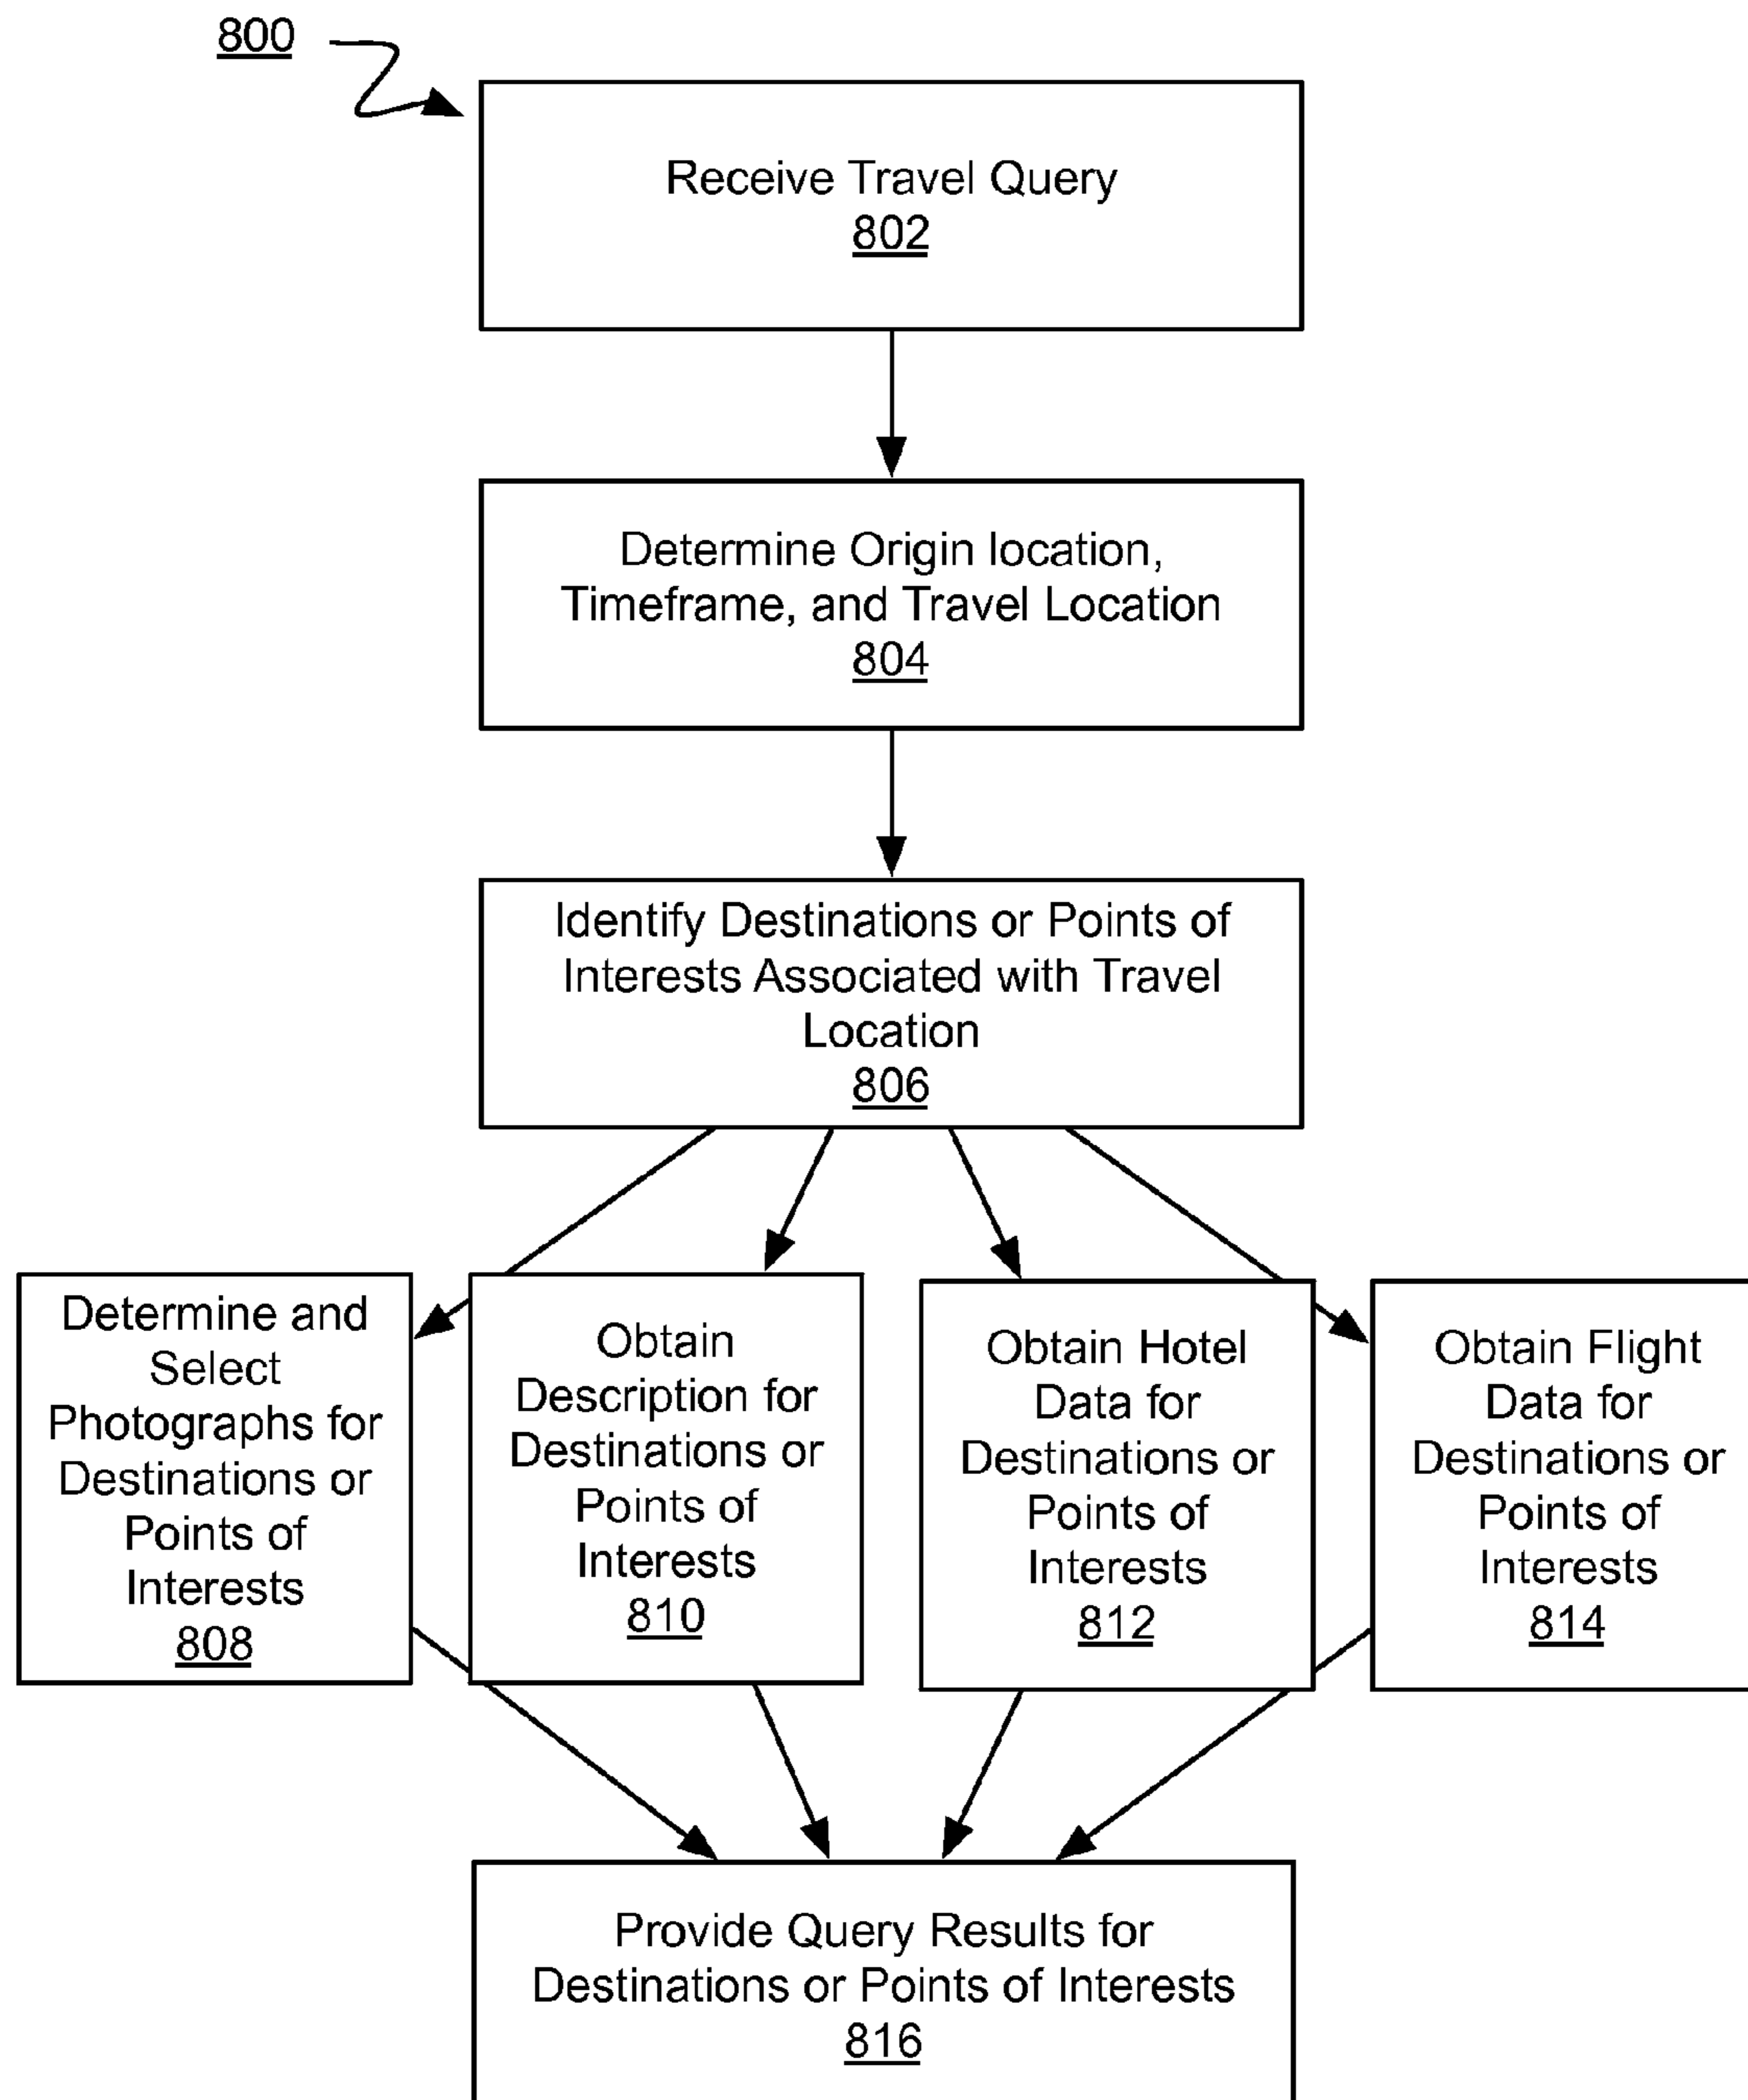 800
Receive Travel Query
802
Determine Origin location,
Timeframe, and Travel Location
804
Identify Destinations or Points of
Interests Associated with Travel
Location
806
Determine and
Select
Photographs for
Destinations or
Points of
Interests
808
Obtain
Description for
Destinations or
Points of
Interests
810
Obtain Hotel
Data for
Destinations or
Points of
Interests
812
Obtain Flight
Data for
Destinations or
Points of
Interests
814
Provide Query Results for
Destinations or Points of Interests
816